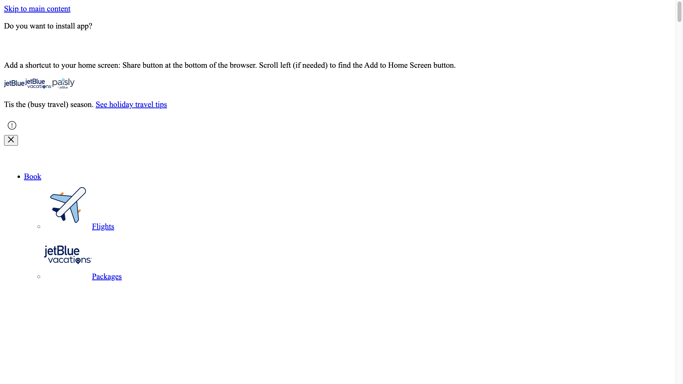 Skip to main content
Do you want to install app?
Add a shortcut to your home screen: Share button at the bottom of the browser. Scroll left (if needed) to find the Add to Home Screen button.
jetBlue jetBlue vacations paisly
Tis the (busy travel) season. See holiday travel tips
Book
Flights
jetBlue
vacations
Packages